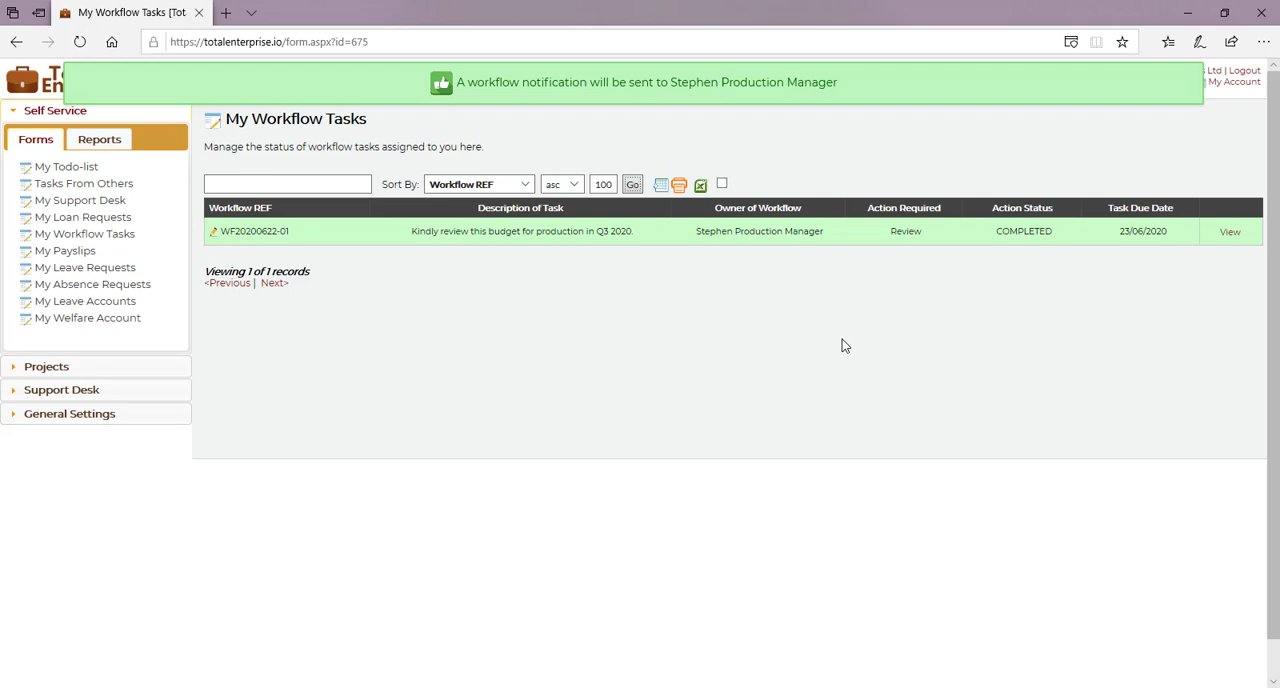 My Workflow Tasks [Tot
https://totalenterprise.io/form.aspx?id=675
A workflow notification will be sent to Stephen Production Manager
Ltd | Logout
My Account
Self Service
Forms
Reports
My Todo-list
Tasks From Others
My Support Desk
My Loan Requests
My Workflow Tasks
My Payslips
My Leave Requests
My Absence Requests
My Leave Accounts
My Welfare Account
Projects
Support Desk
General Settings
My Workflow Tasks
Manage the status of workflow tasks assigned to you here.
Sort By: Workflow REF asc 100 Go
Workflow REF Description of Task Owner of Workflow Action Required Action Status Task Due Date
WF20200622-01 Kindly review this budget for production in Q3 2020. Stephen Production Manager Review COMPLETED 23/06/2020 View
Viewing 1 of 1 records
<Previous | Next>